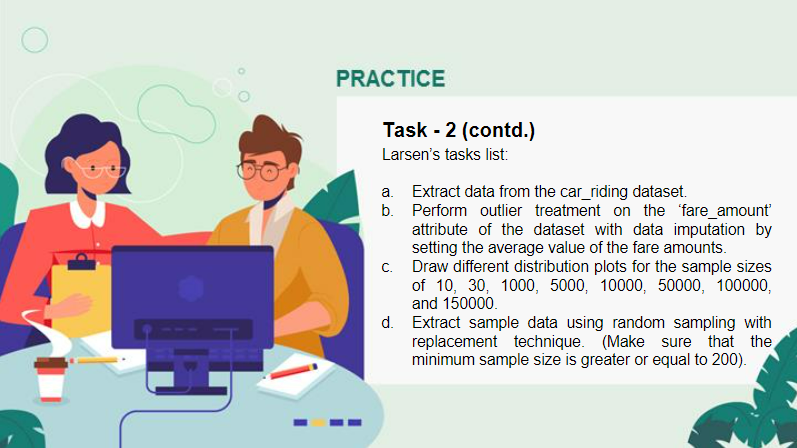 PRACTICE
Task - 2 (contd.)
Larsen's tasks list:
a. Extract data from the car_riding dataset.
b. Perform outlier treatment on the 'fare_amount'
attribute of the dataset with data imputation by
setting the average value of the fare amounts.
c. Draw different distribution plots for the sample sizes
of 10, 30, 1000, 5000, 10000, 50000, 100000,
and 150000.
d. Extract sample data using random sampling with
replacement technique. (Make sure that the
minimum sample size is greater or equal to 200).